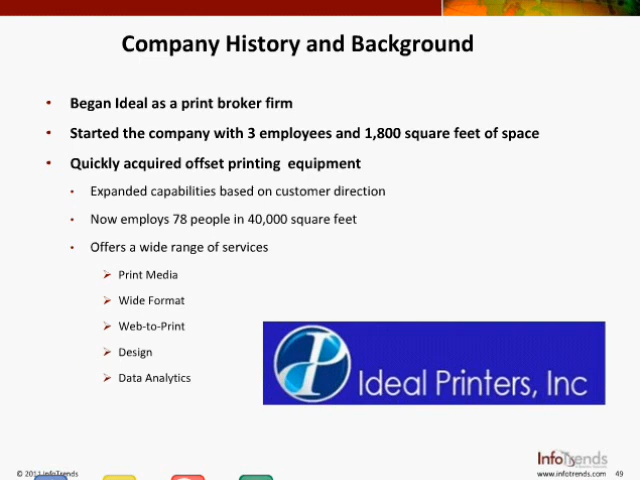 Company History and Background
• Began Ideal as a print broker firm
• Started the company with 3 employees and 1,800 square feet of space
• Quickly acquired offset printing equipment
• Expanded capabilities based on customer direction
• Now employs 78 people in 40,000 square feet
• Offers a wide range of services
➢ Print Media
➢ Wide Format
➢ Web-to-Print
➢ Design
➢ Data Analytics
Ideal Printers, Inc
InfoTrends
© 2011 InfoTrends
www.infotrends.com 49